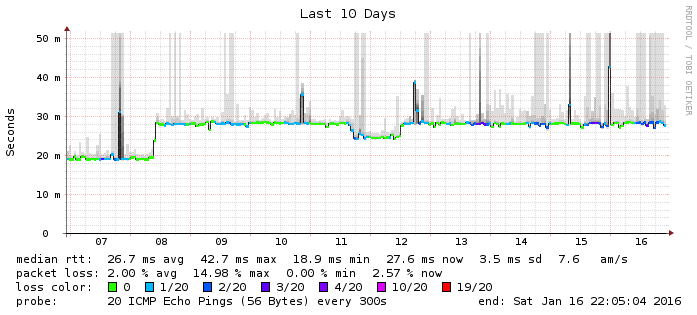 Last 10 Days
RRDTOOL / TOBI OETIKER
Seconds
50 m
40 m
30 m
20 m
10 m
0
07 08 09 10 11 12 13 14 15 16
median rtt: 26.7 ms avg 42.7 ms max 18.9 ms min 27.6 ms now 3.5 ms sd 7.6 am/s
packet loss: 2.00 % avg 14.98 % max 0.00 % min 2.57 % now
loss color: 0 1/20 2/20 3/20 4/20 10/20 19/20
probe: 20 ICMP Echo Pings (56 Bytes) every 300s end: Sat Jan 16 22:05:04 2016